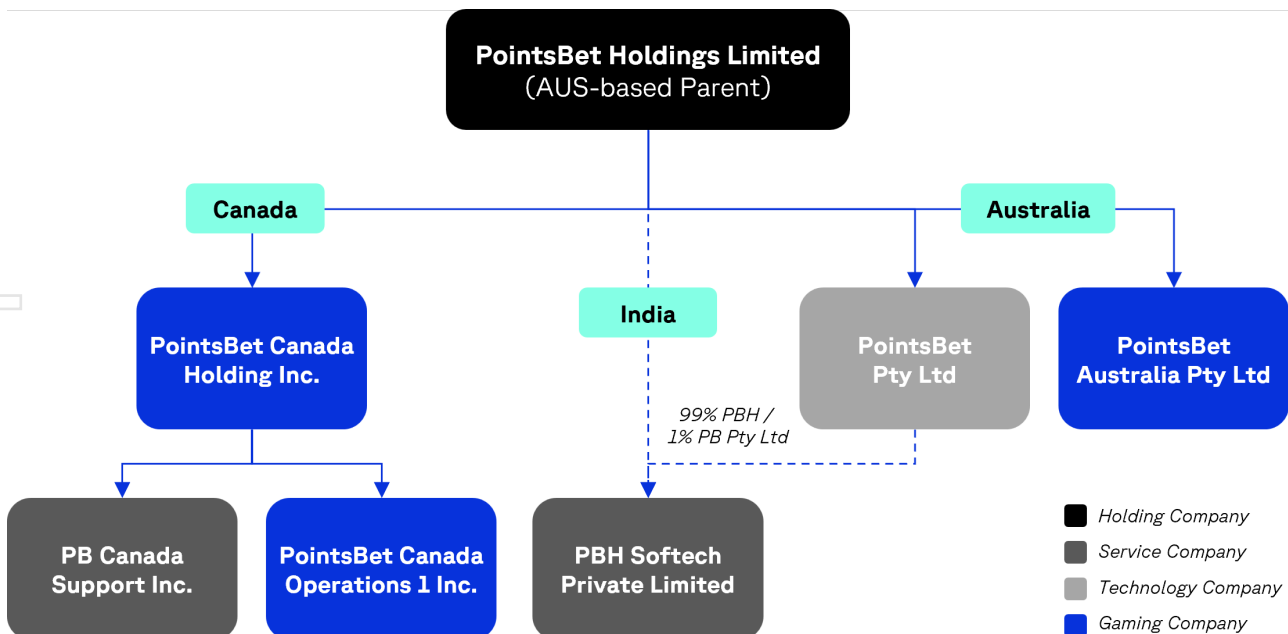 PointsBet Holdings Limited
(AUS-based Parent)
Canada
Australia
India
PointsBet Canada
Holding Inc.
PointsBet
Pty Ltd
PointsBet
Australia Pty Ltd
99% PBH /
1% PB Pty Ltd
PB Canada
Support Inc.
PointsBet Canada
Operations 1 Inc.
PBH Softech
Private Limited
Holding Company
Service Company
Technology Company
Gaming Company